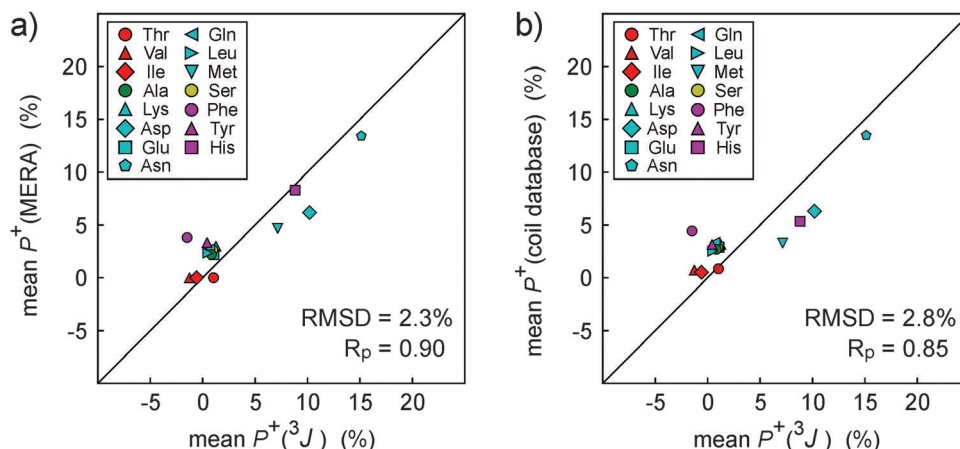 a)
Thr Gln
Val Leu
Ile Met
Ala Ser
Lys Phe
Asp Tyr
Glu His
Asn
20
15
10
5
0
-5
mean P⁺(MERA) (%)
RMSD = 2.3%
Rₚ = 0.90
-5 0 5 10 15 20
mean P⁺(³J) (%)
b)
Thr Gln
Val Leu
Ile Met
Ala Ser
Lys Phe
Asp Tyr
Glu His
Asn
20
15
10
5
0
-5
mean P⁺(coil database) (%)
RMSD = 2.8%
Rₚ = 0.85
-5 0 5 10 15 20
mean P⁺(³J) (%)